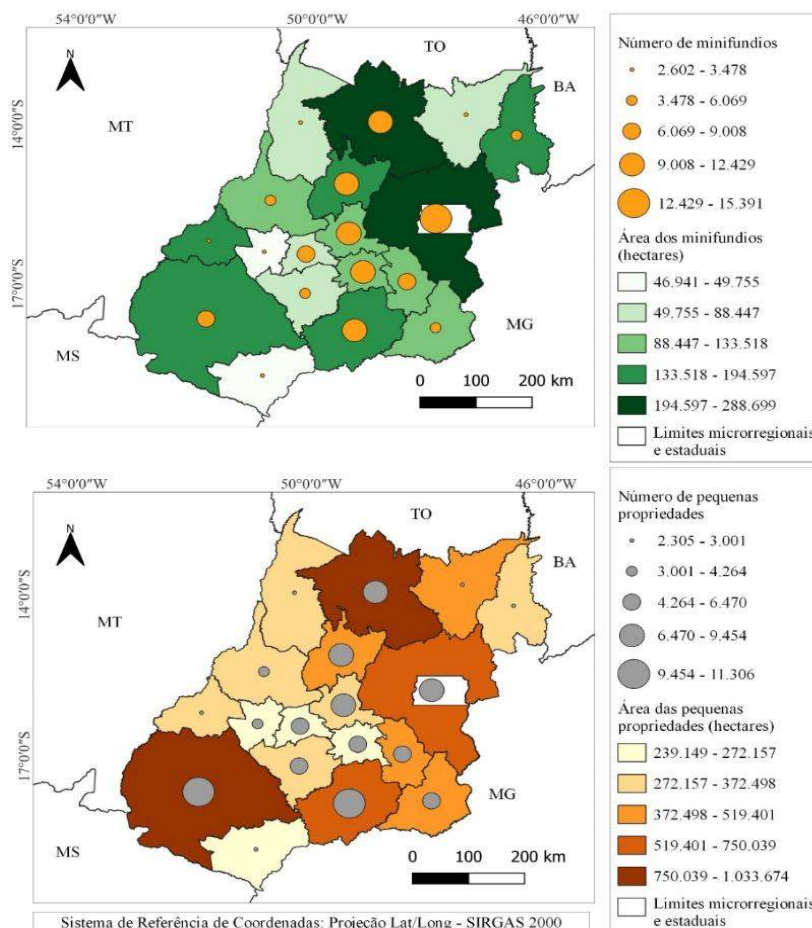 54°0'0"W
50°0'0"W
46°0'0"W
N
TO
BA
MT
14°0'0"S
17°0'0"S
MG
MS
0 100 200 km
Número de minifundios
2.602 - 3.478
3.478 - 6.069
6.069 - 9.008
9.008 - 12.429
12.429 - 15.391
Área dos minifundios
(hectares)
46.941 - 49.755
49.755 - 88.447
88.447 - 133.518
133.518 - 194.597
194.597 - 288.699
Limites microrregionais
e estaduais
54°0'0"W
50°0'0"W
46°0'0"W
N
TO
BA
MT
14°0'0"S
17°0'0"S
MG
MS
0 100 200 km
Número de pequenas
propriedades
2.305 - 3.001
3.001 - 4.264
4.264 - 6.470
6.470 - 9.454
9.454 - 11.306
Área das pequenas
propriedades (hectares)
239.149 - 272.157
272.157 - 372.498
372.498 - 519.401
519.401 - 750.039
750.039 - 1.033.674
Limites microrregionais
e estaduais
Sistema de Referência de Coordenadas: Projeção Lat/Long - SIRGAS 2000